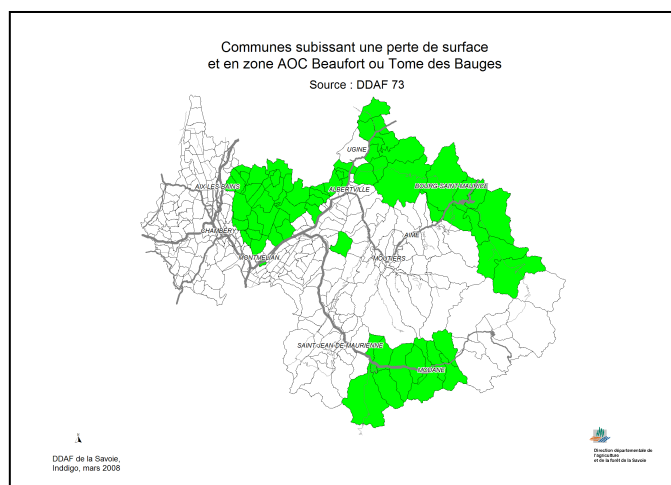 Communes subissant une perte de surface
et en zone AOC Beaufort ou Tome des Bauges
Source : DDAF 73
UGINE
AIX-LES-BAINS
ALBERTVILLE
BOURG-SAINT-MAURICE
CHAMBÉRY
AIME
MONTMELIAN
MOUTIERS
SAINT-JEAN-DE-MAURIENNE
MODANE
DDAF de la Savoie,
Inddigo, mars 2008
Direction départementale de
l'agriculture
et de la forêt de la Savoie